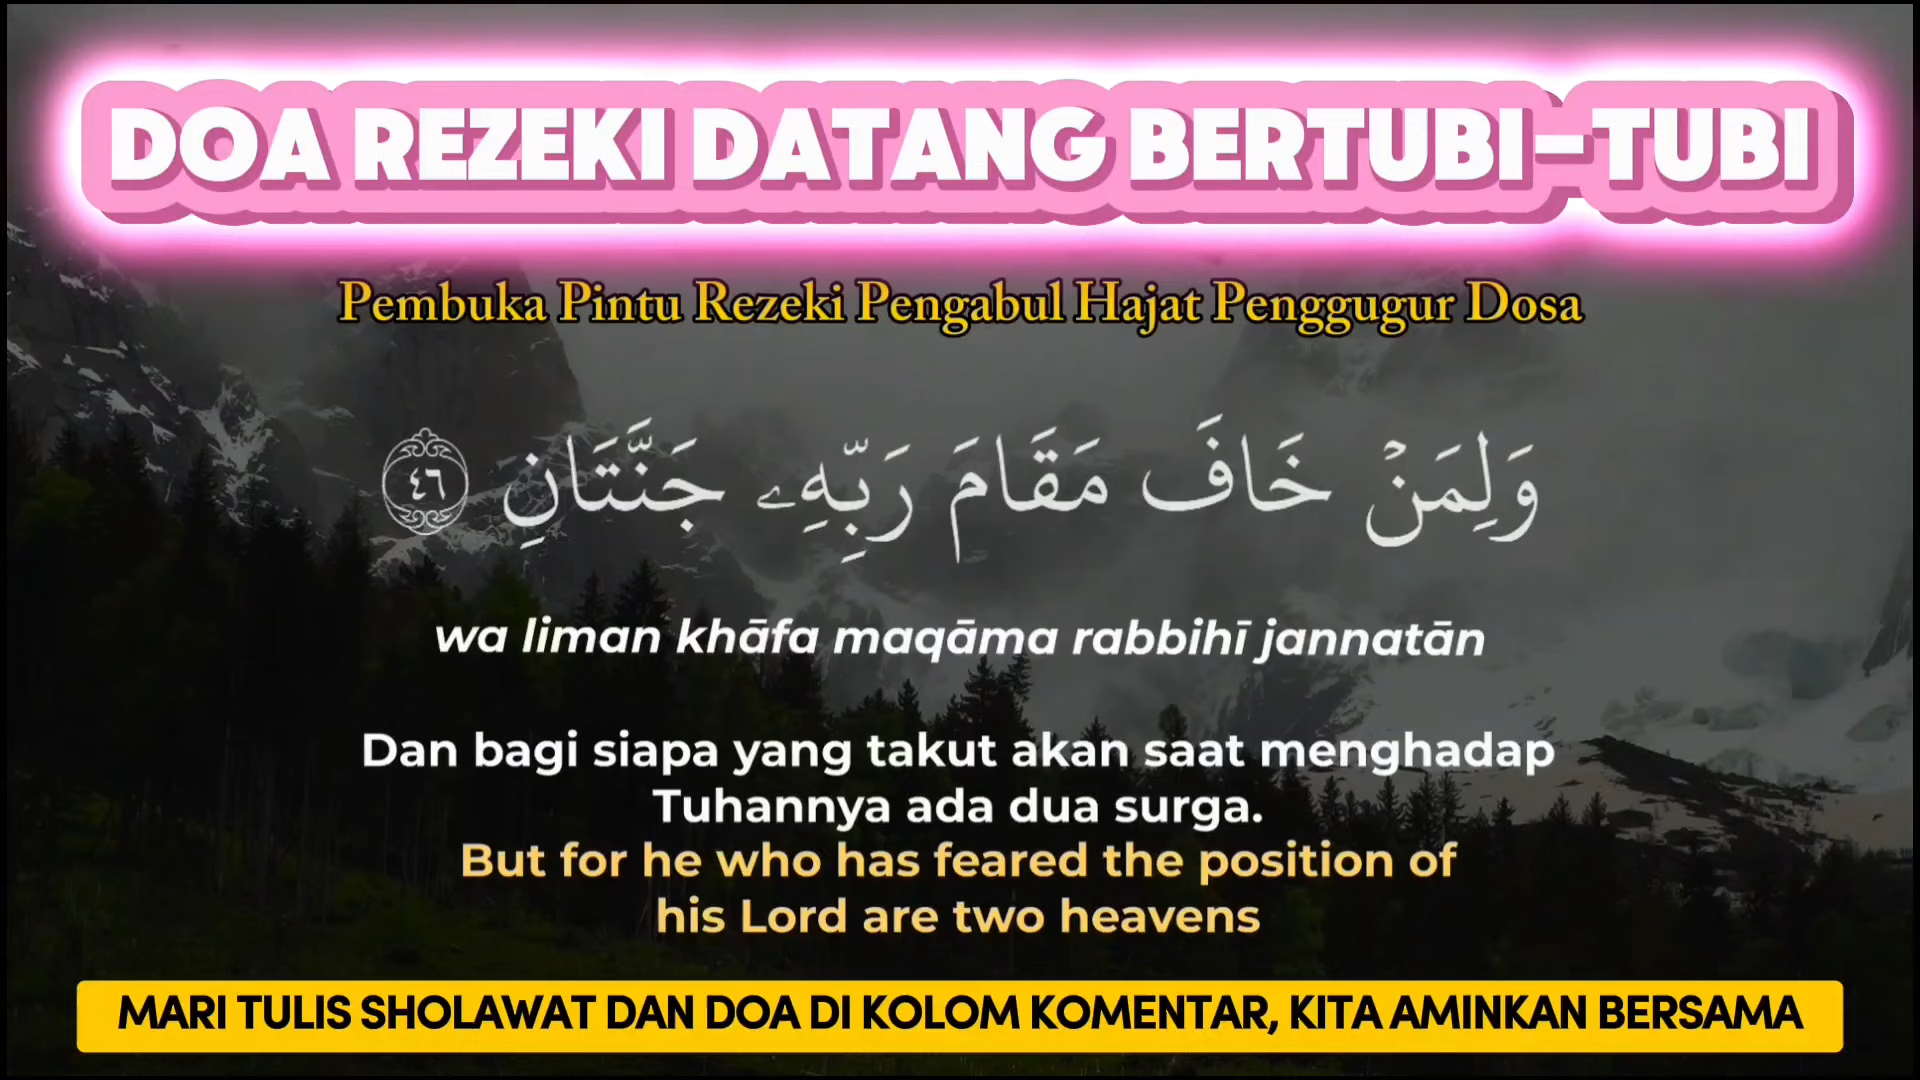 DOA REZEKI DATANG BERTUBI-TUBI
Pembuka Pintu Rezeki Pengabul Hajat Penggugur Dosa
وَلِمَنْ خَافَ مَقَامَ رَبِّهِۦ جَنَّتَانِ ٤٦
wa liman khāfa maqāma rabbihī jannatān
Dan bagi siapa yang takut akan saat menghadap
Tuhannya ada dua surga.
But for he who has feared the position of
his Lord are two heavens
MARI TULIS SHOLAWAT DAN DOA DI KOLOM KOMENTAR, KITA AMINKAN BERSAMA